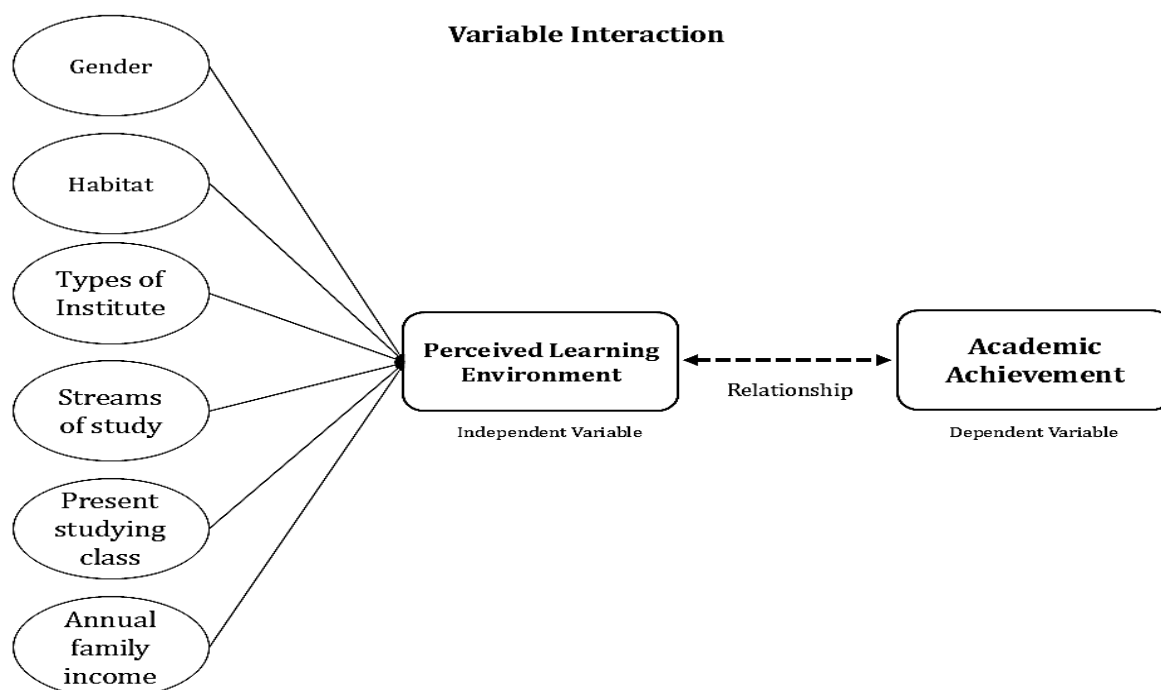 Variable Interaction
Gender
Habitat
Types of
Institute
Streams
of study
Present
studying
class
Annual
family
income
Perceived Learning
Environment
Independent Variable
Relationship
Academic
Achievement
Dependent Variable